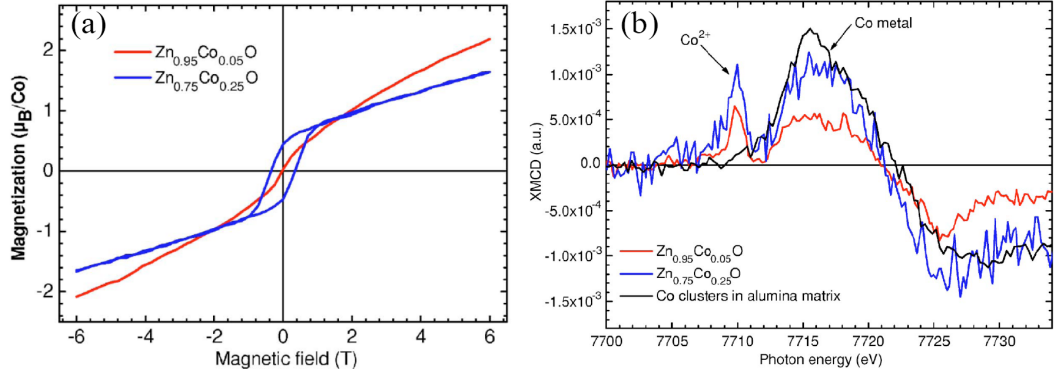 (a)
Zn0.95Co0.05O
Zn0.75Co0.25O
Magnetization (μB/Co)
2
1
0
-1
-2
-6 -4 -2 0 2 4 6
Magnetic field (T)
(b)
Co2+
Co metal
XMCD (a.u.)
1.5x10-3
1.0x10-3
5.0x10-4
0.0
-5.0x10-4
-1.0x10-3
-1.5x10-3
Zn0.95Co0.05O
Zn0.75Co0.25O
Co clusters in alumina matrix
7700 7705 7710 7715 7720 7725 7730
Photon energy (eV)